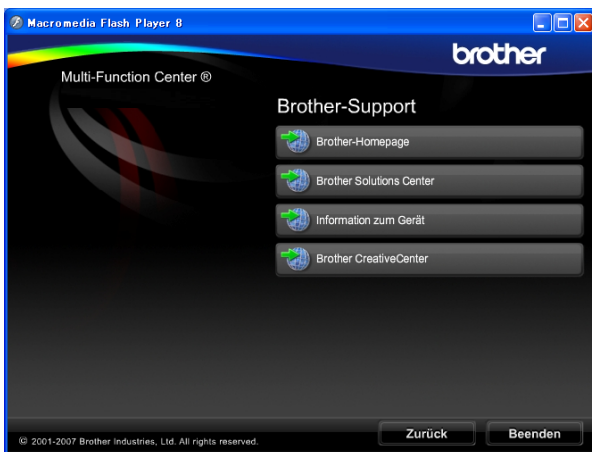 Macromedia Flash Player 8
brother
Multi-Function Center ®
Brother-Support
Brother-Homepage
Brother Solutions Center
Information zum Gerät
Brother CreativeCenter
© 2001-2007 Brother Industries, Ltd. All rights reserved.
Zurück
Beenden